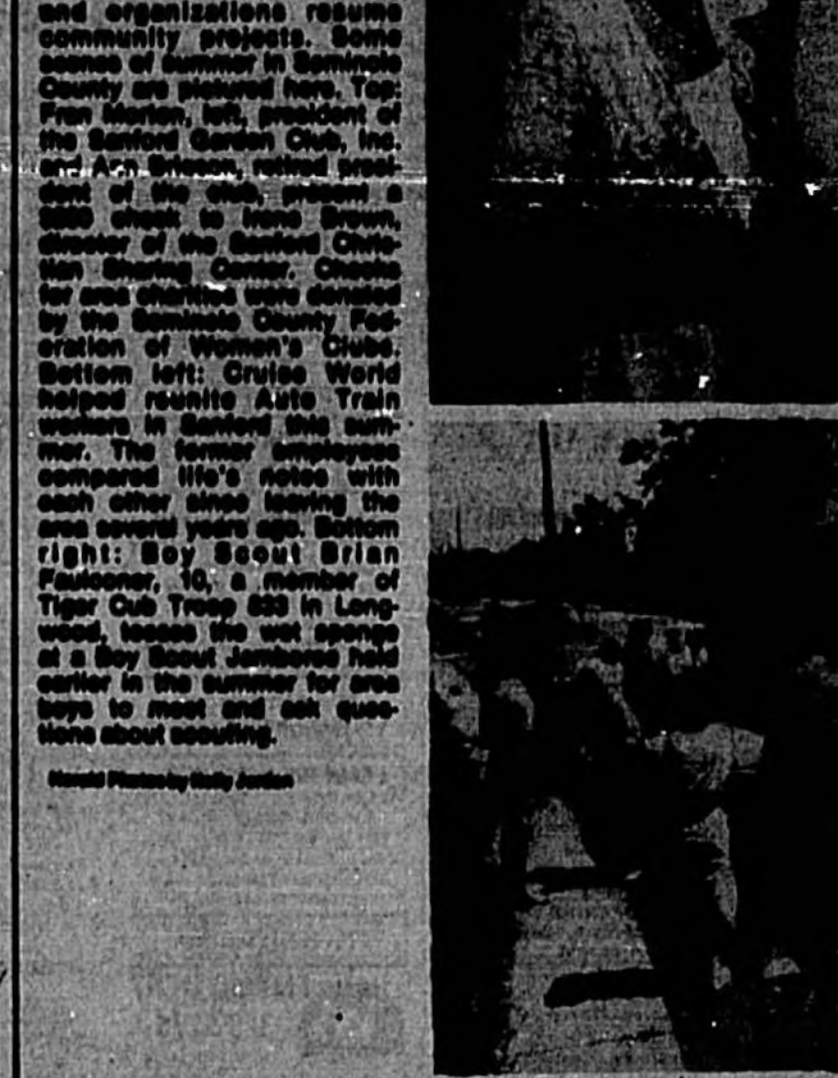 and organizations resume
community projects. Some
scenes of summer in Seminole
County are pictured here. Top:
Fran Morton, left, president of
the Sanford Garden Club, Inc.
and Ann Brisson, retired presi-
dent of the club, present a
check to Irene Brown,
director of the Sanford Chris-
tian Sharing Center. Checks
for area charities were donated
by the Seminole County Fed-
eration of Women's Clubs.
Bottom left: Cruise World
helped reunite Auto Train
workers in Sanford this sum-
mer. The former employees
compared life's notes with
each other since leaving the
area several years ago. Bottom
right: Boy Scout Brian
Faulconer, 10, a member of
Tiger Cub Troop 833 in Long-
wood, tosses the wet sponge
at a Boy Scout Jamboree held
earlier in the summer for area
boys to meet and ask ques-
tions about scouting.
Herald Photos by Kelly Jordan